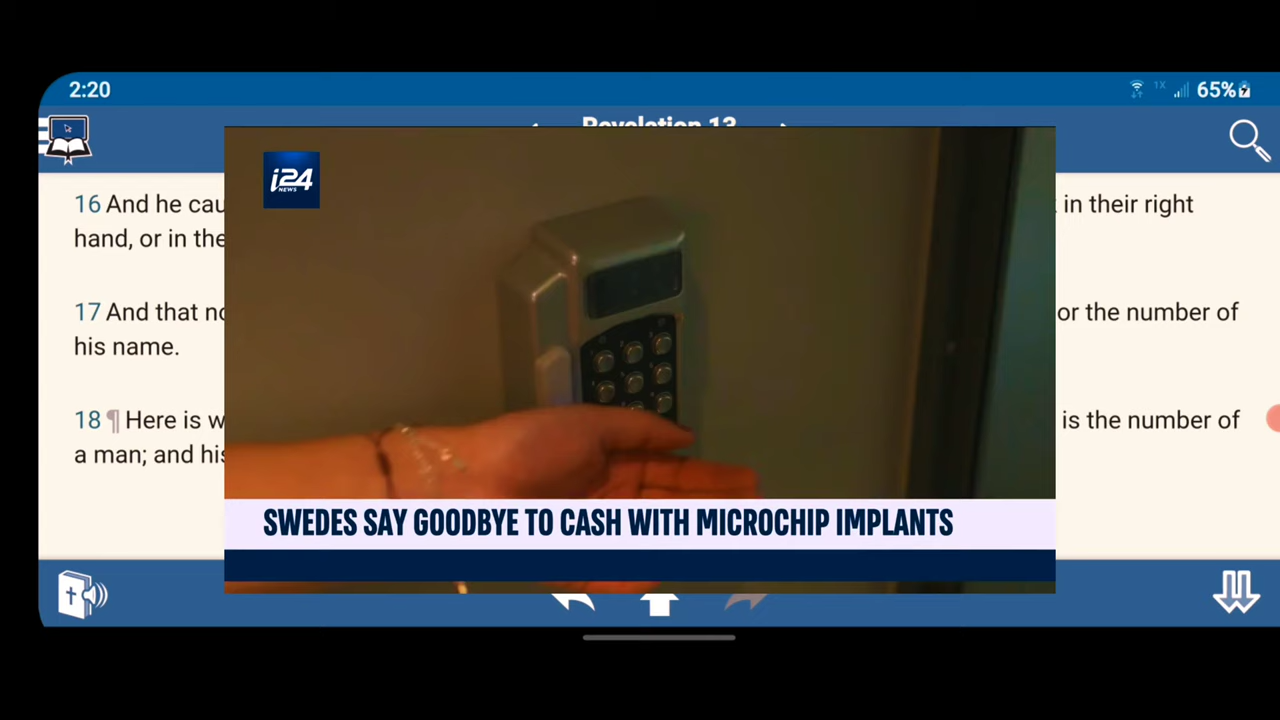 2:20
1X
65%
Revelation 13
16 And he cau
in their right
hand, or in the
17 And that no
or the number of
his name.
18 ¶ Here is w
is the number of
a man; and his
i24
NEWS
SWEDES SAY GOODBYE TO CASH WITH MICROCHIP IMPLANTS